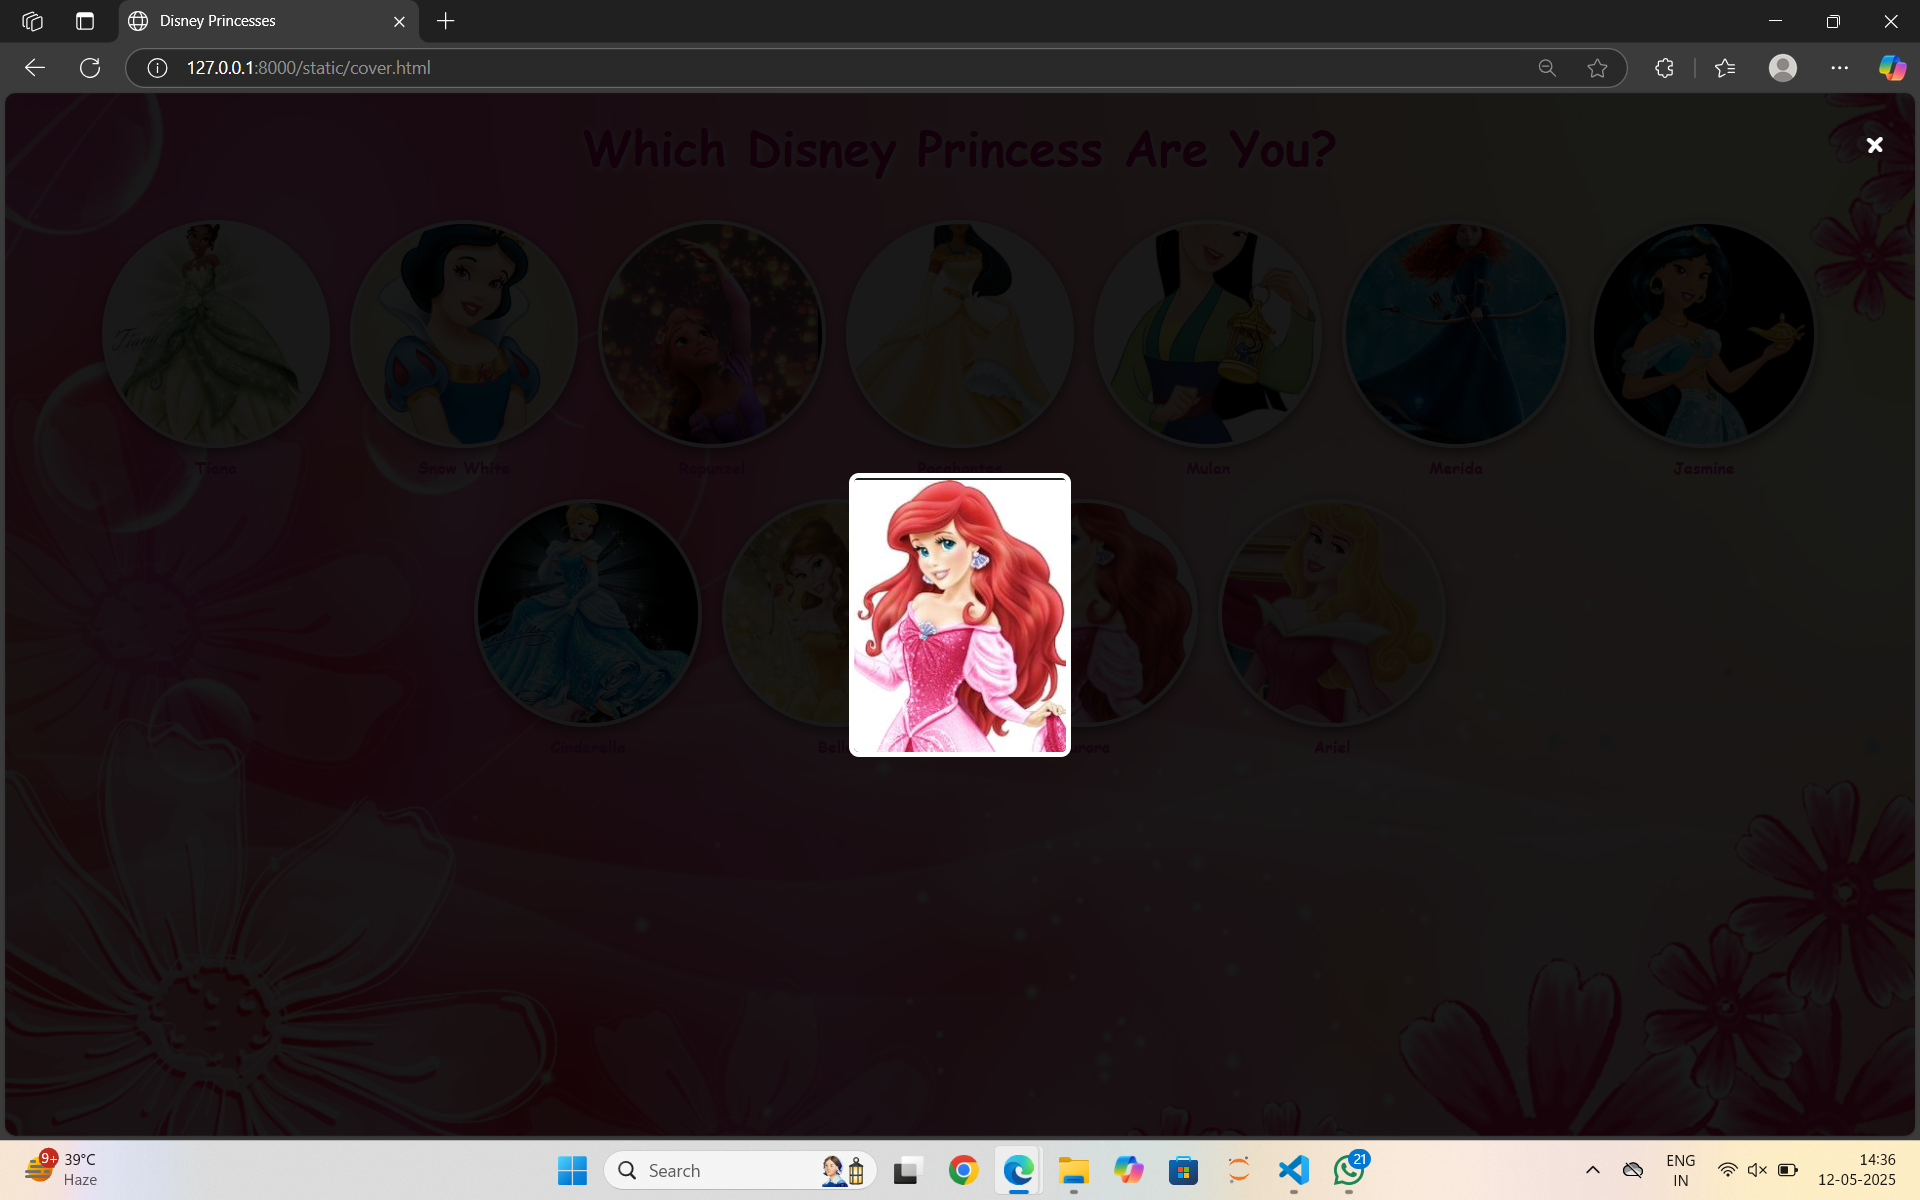 Disney Princesses
127.0.0.1:8000/static/cover.html
Which Disney Princess Are You?
Tiana
Tiana
Snow White
Rapunzel
Pocahontas
Mulan
Merida
Jasmine
Cinderella
Bell
rora
Ariel
9+
39°C
Haze
Search
21
ENG
IN
14:36
12-05-2025